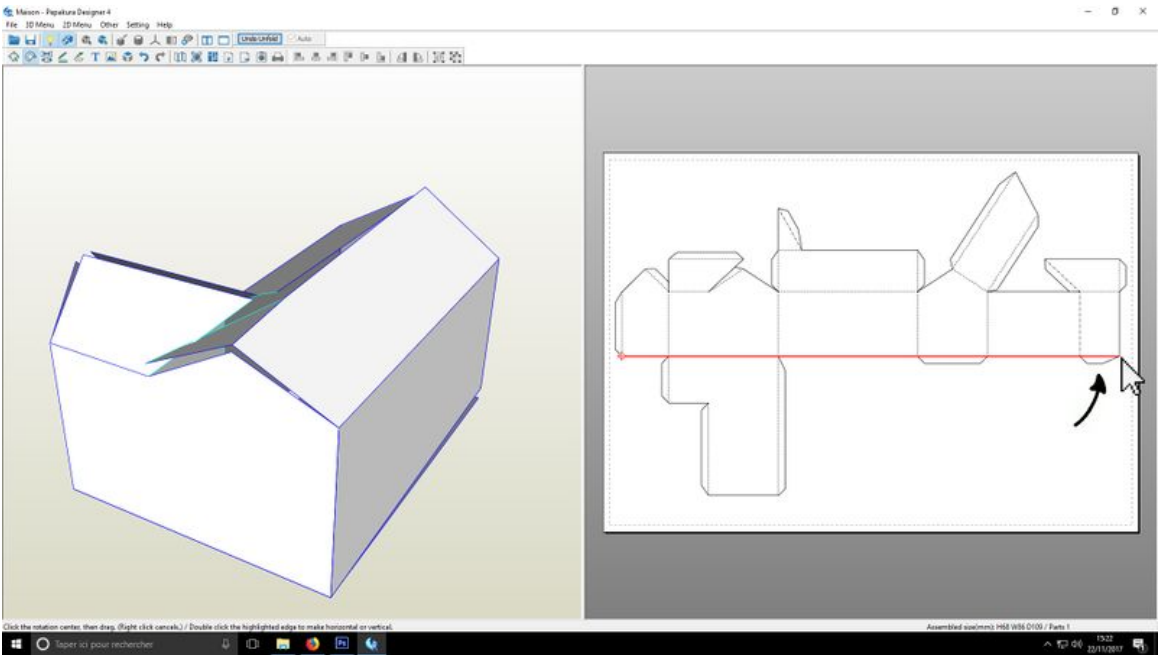 Maison - Pepakura Designer 4
File 3D Menu 2D Menu Other Setting Help
Undo Unfold Auto
Click the rotation center, then drag. (Right click cancels.) / Double click the highlighted edge to make horizontal or vertical.
Assembled size(mm): H68 W86 D109 / Parts 1
Taper ici pour rechercher
Ps
15:22
22/11/2017